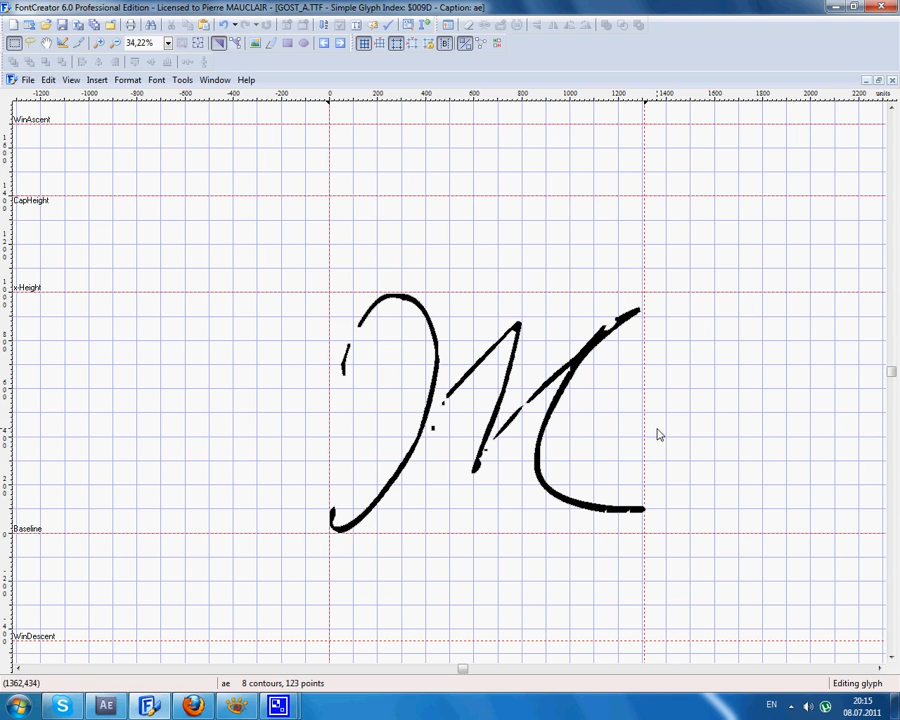 FontCreator 6.0 Professional Edition - Licensed to Pierre MAUCLAIR - [GOST_A.TTF - Simple Glyph Index: $009D - Caption: ae]
34,22%
File Edit View Insert Format Font Tools Window Help
-1200 -1000 -800 -600 -400 -200 0 200 400 600 800 1000 1200 1400 1600 1800 2000 2200 units
WinAscent
CapHeight
x-Height
Baseline
WinDescent
(1362,434) ae 8 contours, 123 points Editing glyph
Ae EN 20:15
08.07.2011